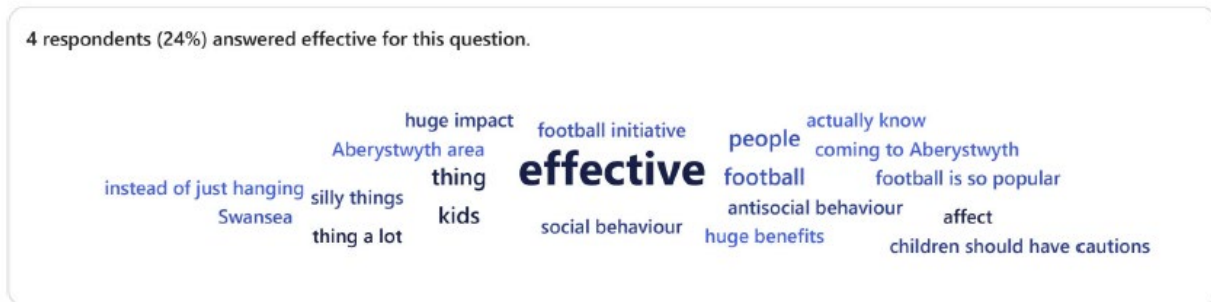 4 respondents (24%) answered effective for this question.
huge impact
football initiative
actually know
people
Aberystwyth area
coming to Aberystwyth
effective
thing
football
football is so popular
instead of just hanging
silly things
antisocial behaviour
Swansea
kids
affect
social behaviour
thing a lot
huge benefits
children should have cautions